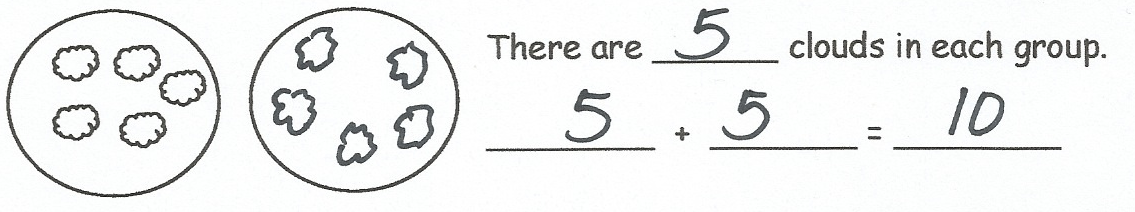 There are 5 clouds in each group.
5 + 5 = 10